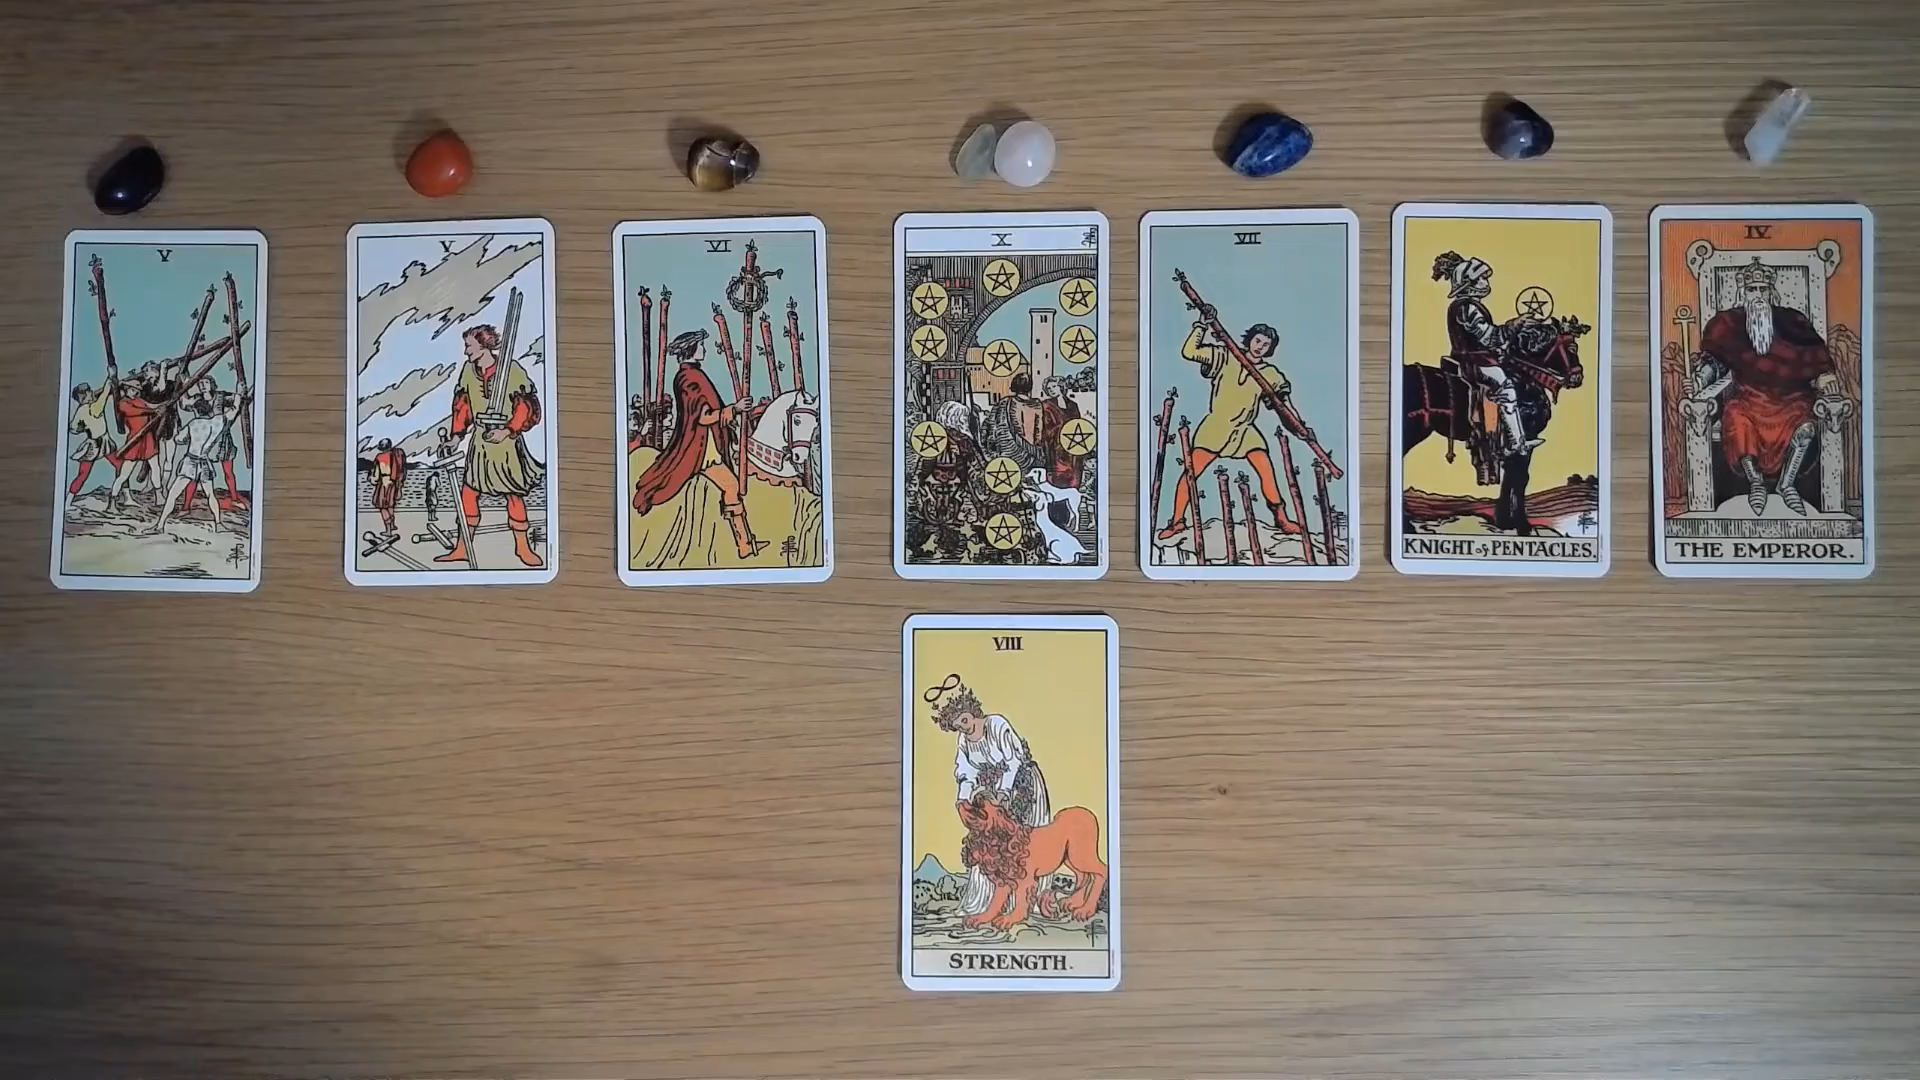 V
V
VI
X
VII
KNIGHT of PENTACLES.
IV
THE EMPEROR.
VIII
STRENGTH.